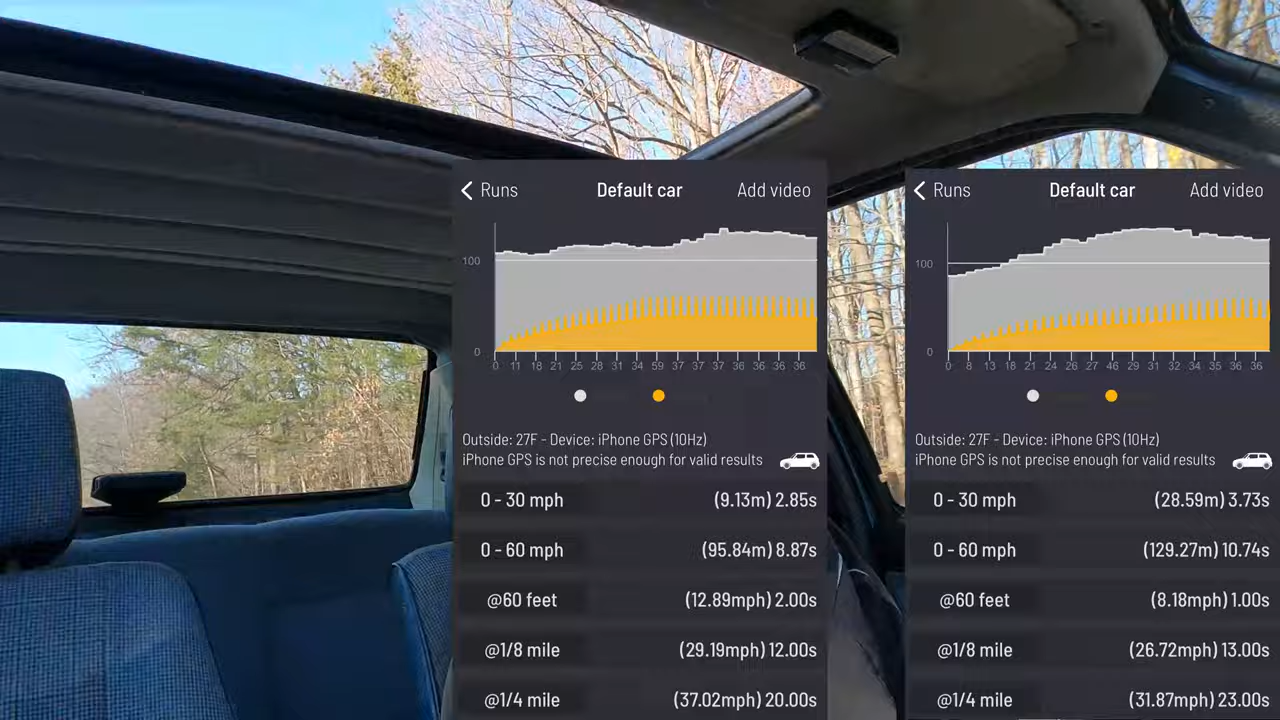 Runs Default car Add video
100
0
0 11 18 21 25 28 31 34 59 37 37 37 36 36 36 36
Outside: 27F - Device: iPhone GPS (10Hz)
iPhone GPS is not precise enough for valid results
0 - 30 mph (9.13m) 2.85s
0 - 60 mph (95.84m) 8.87s
@60 feet (12.89mph) 2.00s
@1/8 mile (29.19mph) 12.00s
@1/4 mile (37.02mph) 20.00s
Runs Default car Add video
100
0
0 8 13 18 21 24 26 27 46 29 31 32 34 35 36 36
Outside: 27F - Device: iPhone GPS (10Hz)
iPhone GPS is not precise enough for valid results
0 - 30 mph (28.59m) 3.73s
0 - 60 mph (129.27m) 10.74s
@60 feet (8.18mph) 1.00s
@1/8 mile (26.72mph) 13.00s
@1/4 mile (31.87mph) 23.00s